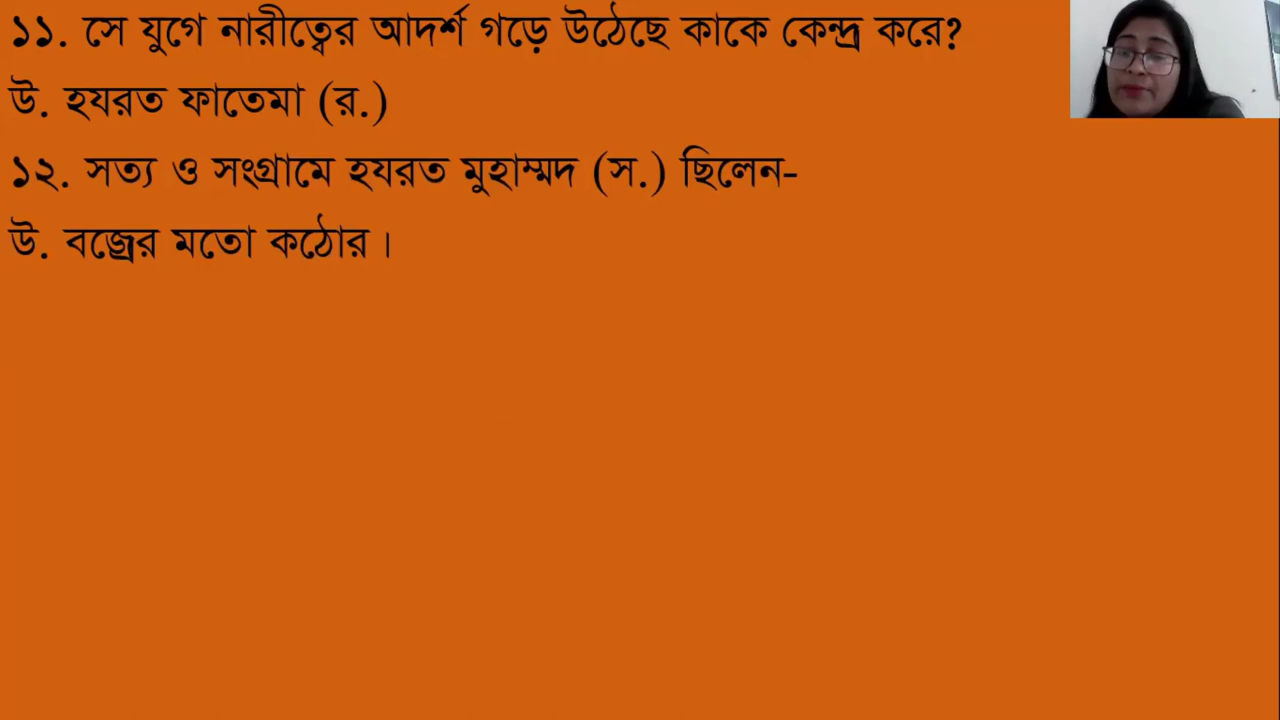 ১১. সে যুগে নারীত্বের আদর্শ গড়ে উঠেছে কাকে কেন্দ্র করে?
উ. হযরত ফাতেমা (র.)
১২. সত্য ও সংগ্রামে হযরত মুহাম্মদ (স.) ছিলেন-
উ. বজ্রের মতো কঠোর।